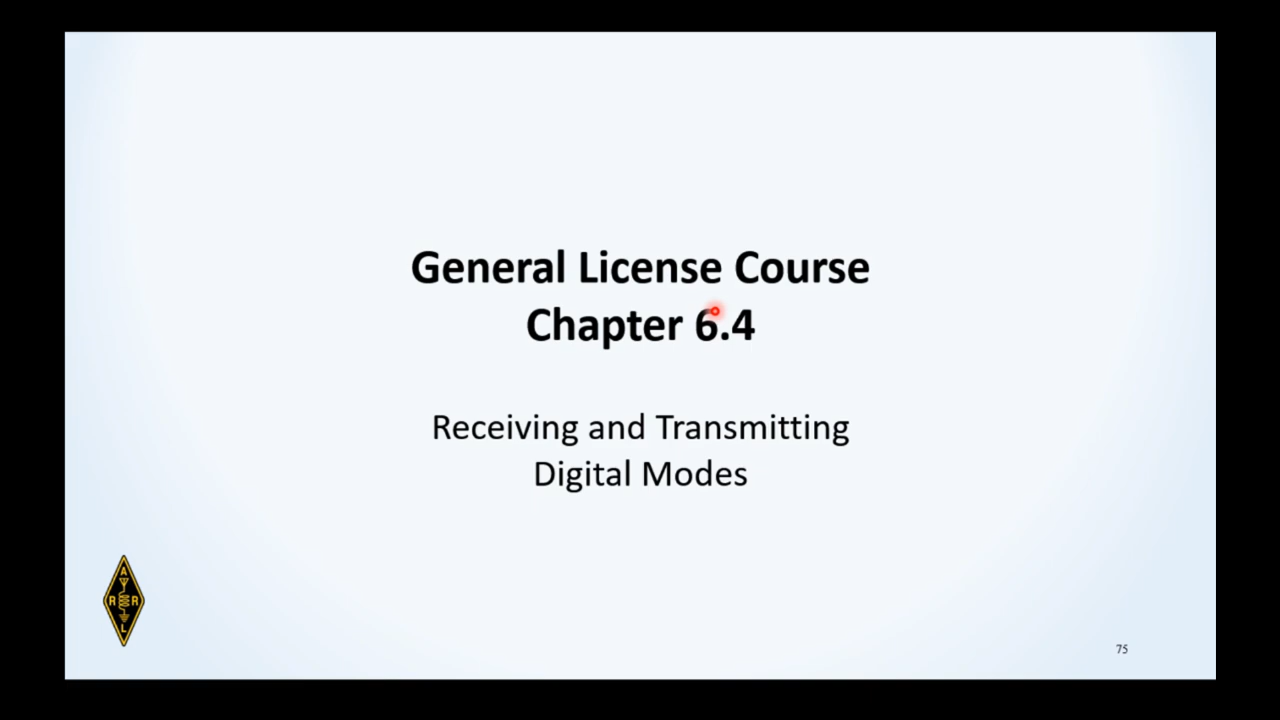 General License Course
Chapter 6.4
Receiving and Transmitting
Digital Modes
A
R R
L
75